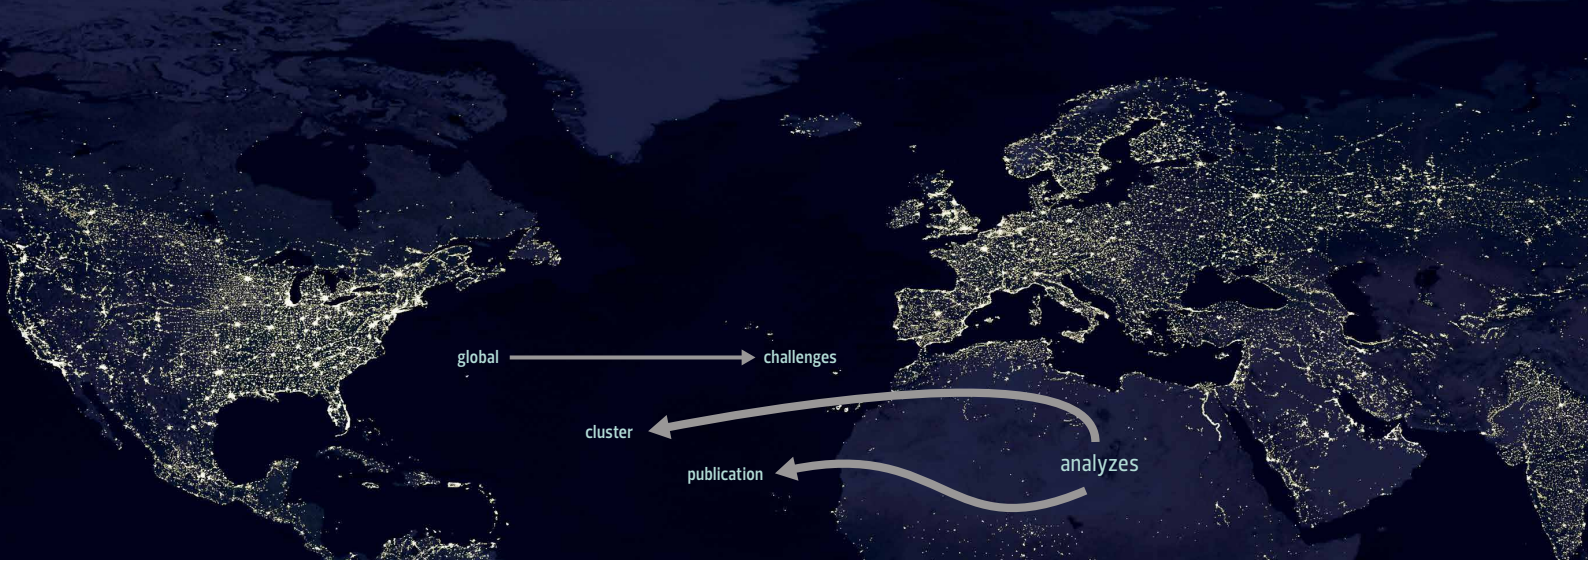 global challenges
cluster
analyzes
publication